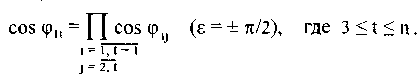 cos φ₁ₜ = ∏ cos φᵢⱼ (ε = ± π/2), где 3 ≤ t ≤ n.
i = 1, t − 1
j = 2, t